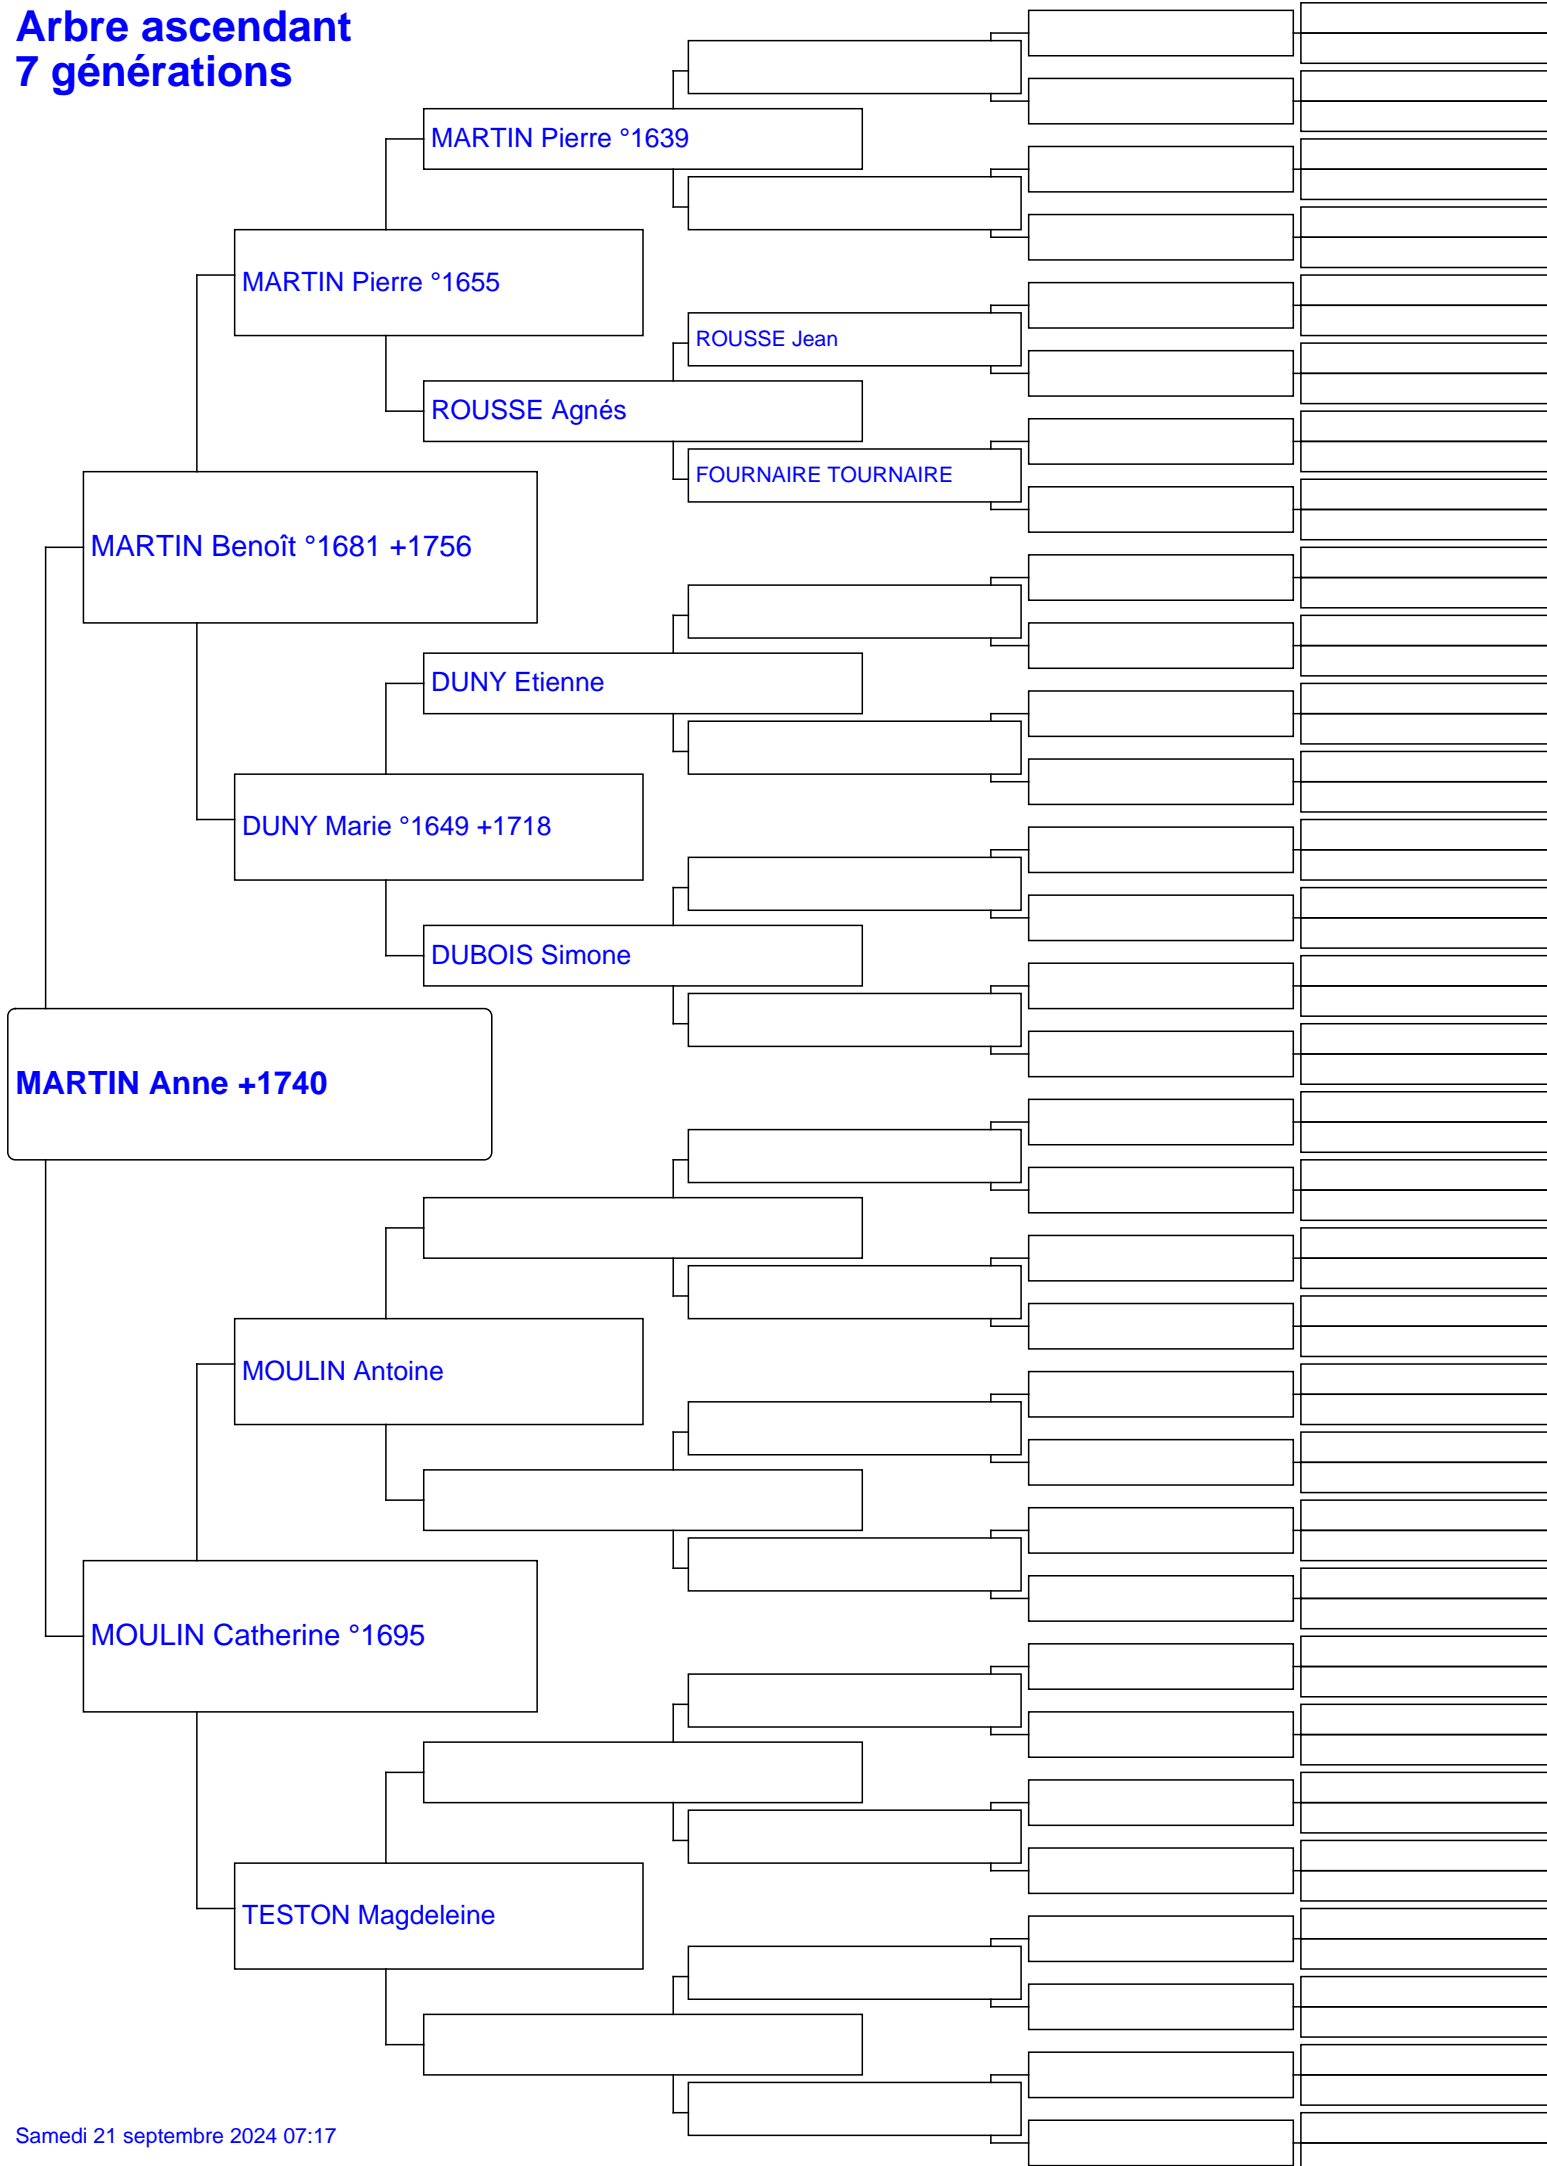 Arbre ascendant
7 générations
MARTIN Pierre °1639
MARTIN Pierre °1655
ROUSSE Jean
ROUSSE Agnés
FOURNAIRE TOURNAIRE
MARTIN Benoît °1681 +1756
DUNY Etienne
DUNY Marie °1649 +1718
DUBOIS Simone
MARTIN Anne +1740
MOULIN Antoine
MOULIN Catherine °1695
TESTON Magdeleine
Samedi 21 septembre 2024 07:17